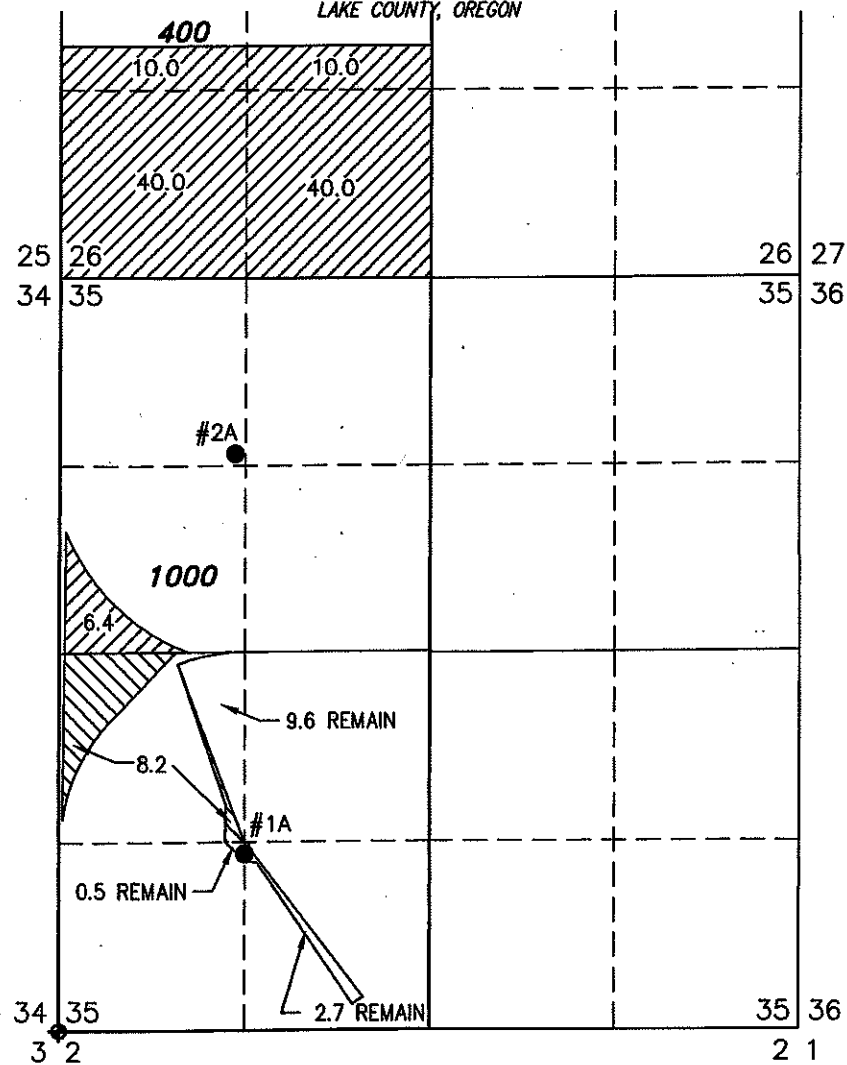 LAKE COUNTY, OREGON
400
10.0 10.0
40.0 40.0
25 26 26 27
34 35 35 36
#2A
1000
6.4
9.6 REMAIN
8.2
#1A
0.5 REMAIN
2.7 REMAIN
34 35 35 36
3 2 2 1